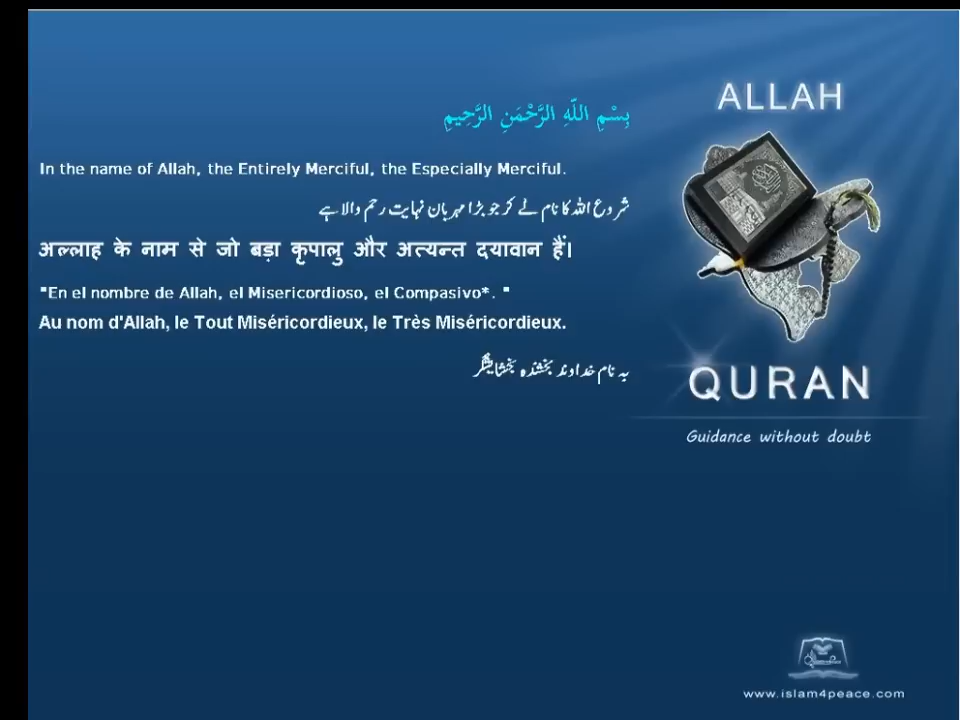 بِسْمِ اللَّهِ الرَّحْمَنِ الرَّحِيمِ
In the name of Allah, the Entirely Merciful, the Especially Merciful.
شروع الله کا نام لے کر جو بڑا مہربان نہایت رحم والا ہے
अल्लाह के नाम से जो बड़ा कृपालु और अत्यन्त दयावान हैं।
"En el nombre de Allah, el Misericordioso, el Compasivo*. "
Au nom d'Allah, le Tout Miséricordieux, le Très Miséricordieux.
به نام خداوند بخشنده بخشایشگر
ALLAH
QURAN
Guidance without doubt
www.islam4peace.com